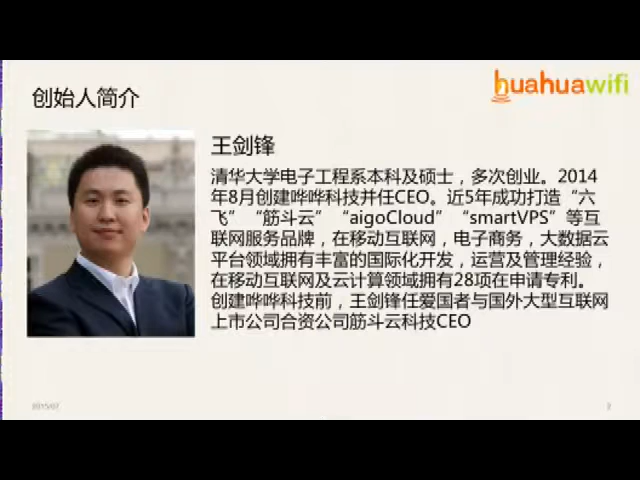 huahuawifi
创始人简介
王剑锋
清华大学电子工程系本科及硕士，多次创业。2014
年8月创建哗哗科技并任CEO。近5年成功打造“六
飞”“筋斗云”“aigoCloud”“smartVPS”等互
联网服务品牌，在移动互联网，电子商务，大数据云
平台领域拥有丰富的国际化开发，运营及管理经验，
在移动互联网及云计算领域拥有28项在申请专利。
创建哗哗科技前，王剑锋任爱国者与国外大型互联网
上市公司合资公司筋斗云科技CEO
2015/07
2